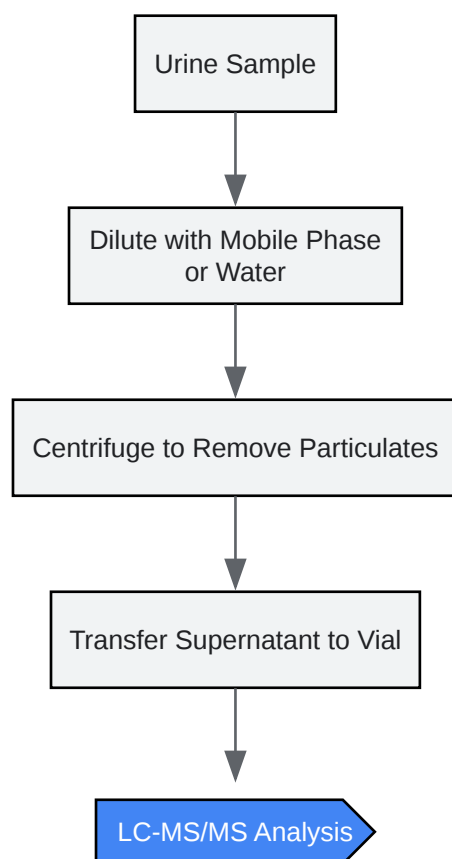 Urine Sample
Dilute with Mobile Phase
or Water
Centrifuge to Remove Particulates
Transfer Supernatant to Vial
LC-MS/MS Analysis